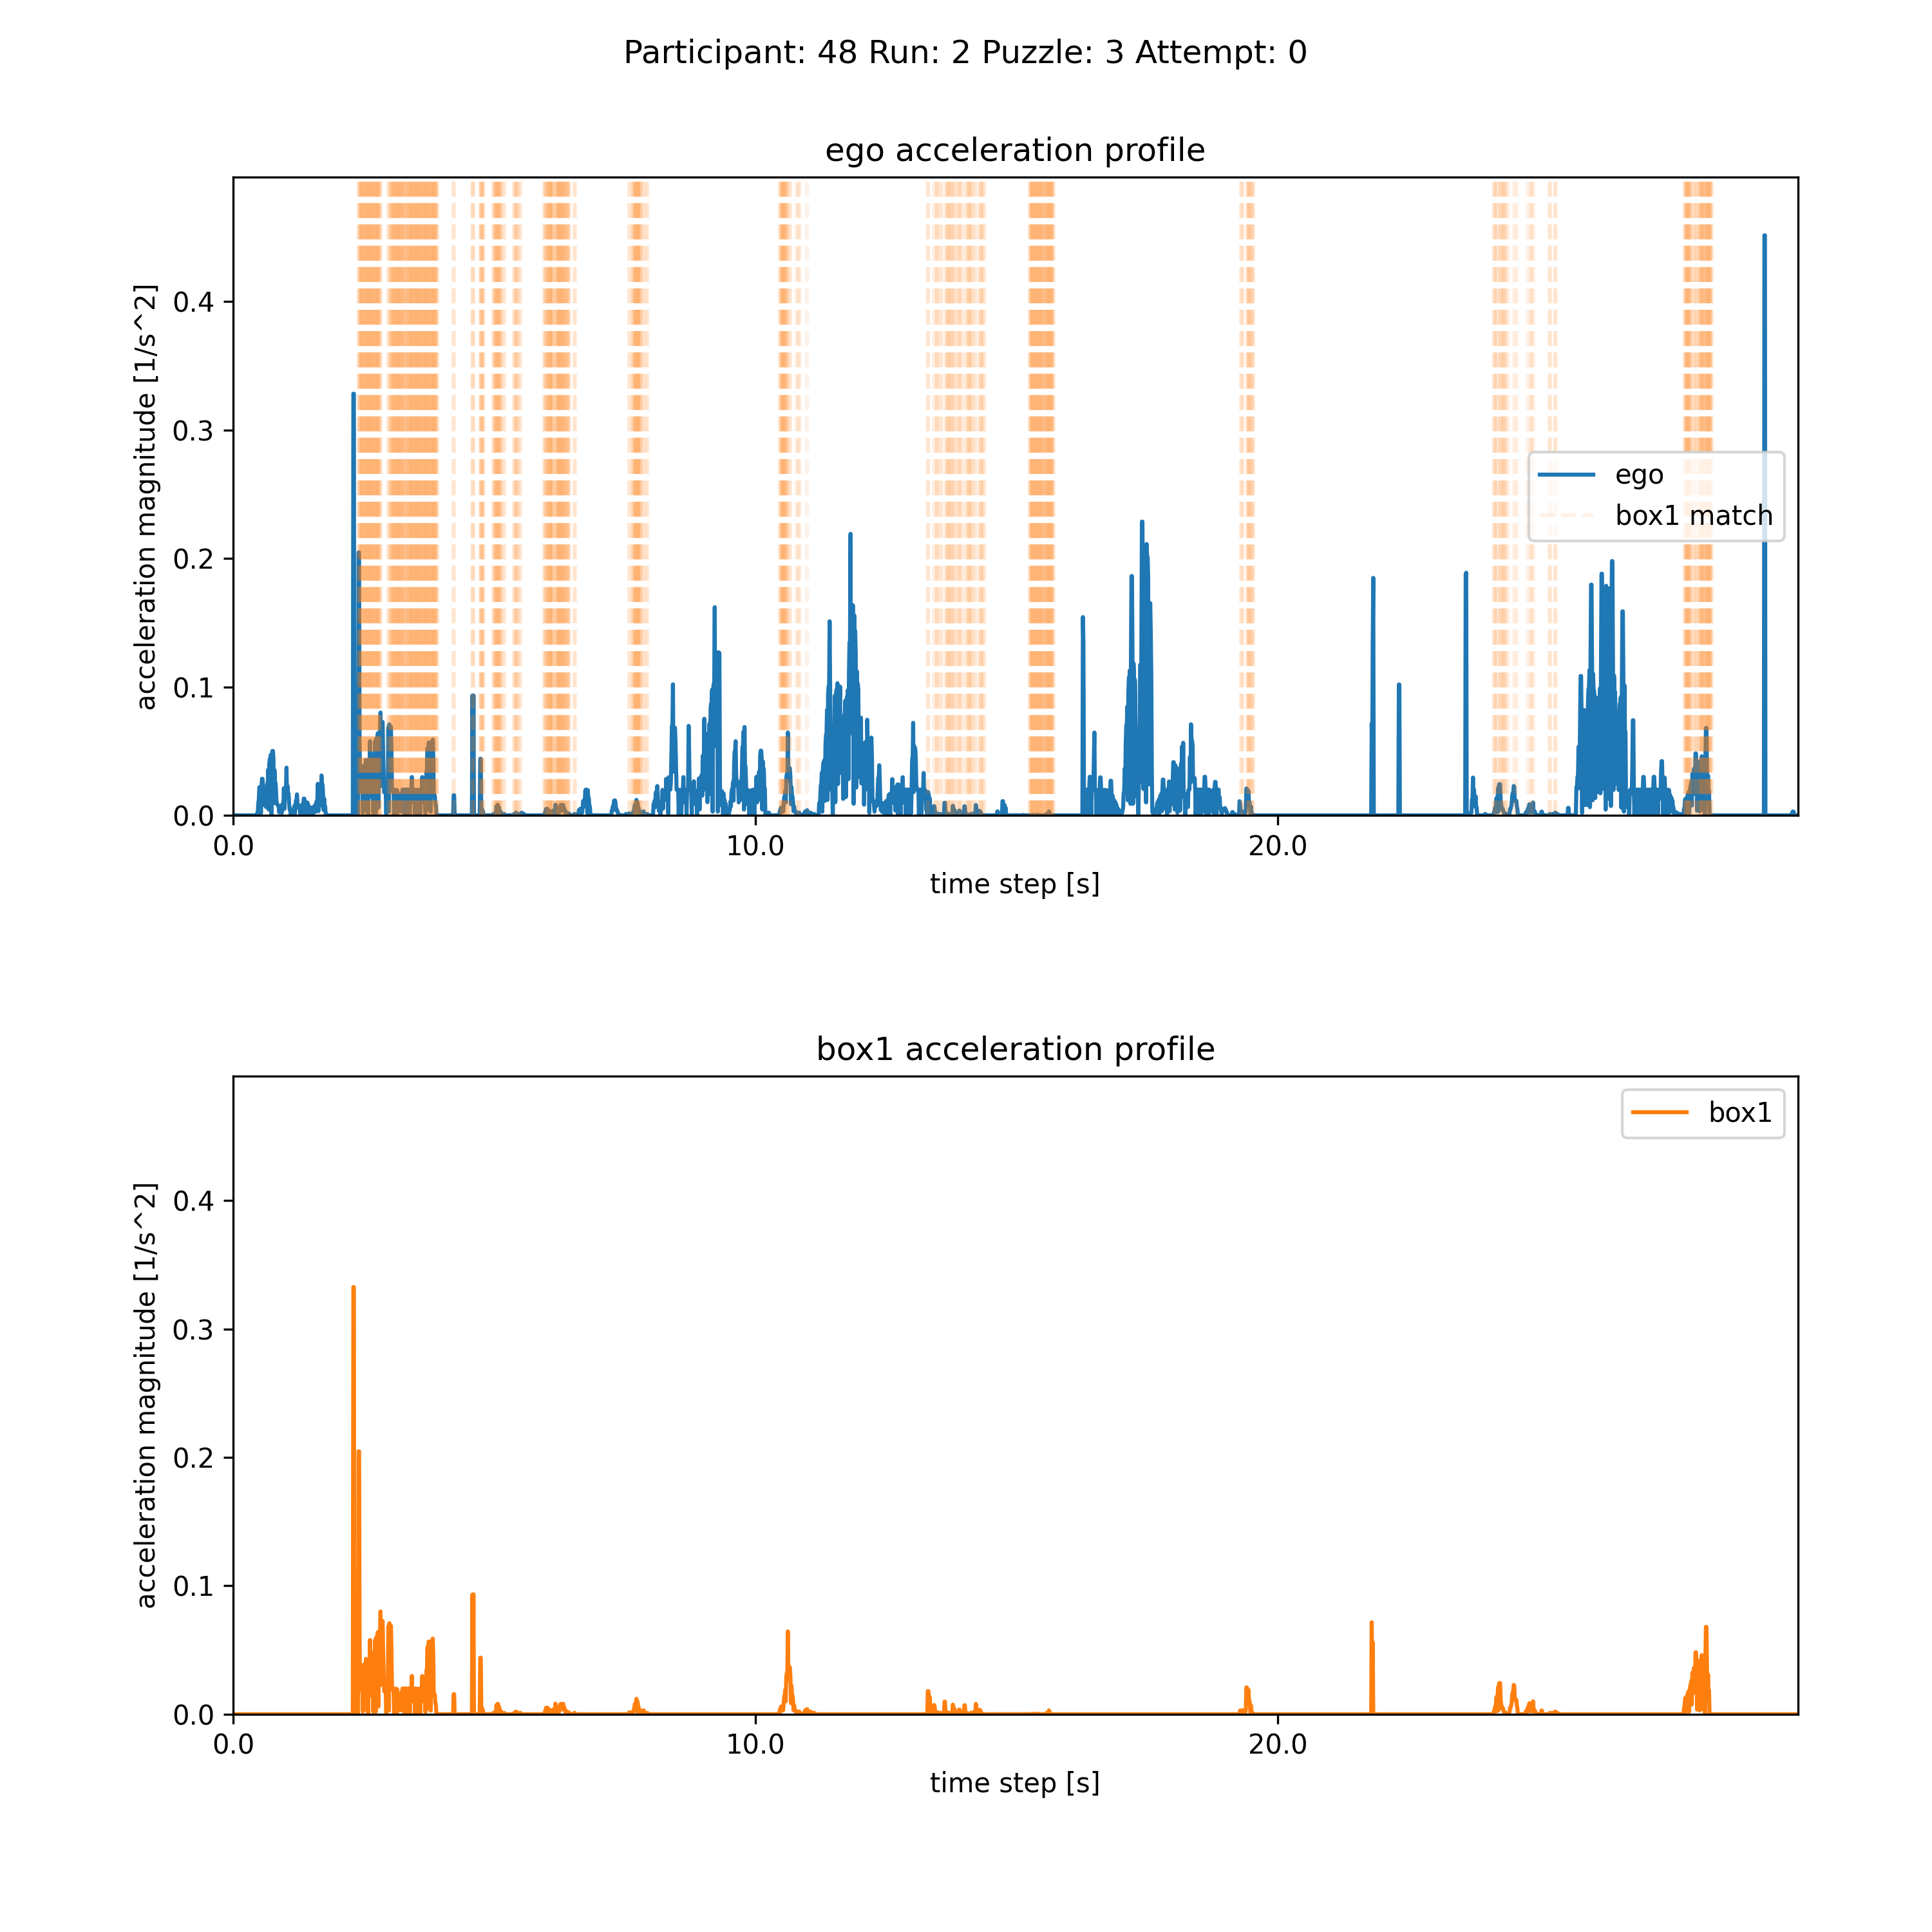 Participant: 48 Run: 2 Puzzle: 3 Attempt: 0
ego acceleration profile
acceleration magnitude [1/s^2]
0.4
0.3
0.2
0.1
0.0
ego
box1 match
0.0 10.0 20.0
time step [s]
box1 acceleration profile
acceleration magnitude [1/s^2]
0.4
0.3
0.2
0.1
0.0
box1
0.0 10.0 20.0
time step [s]